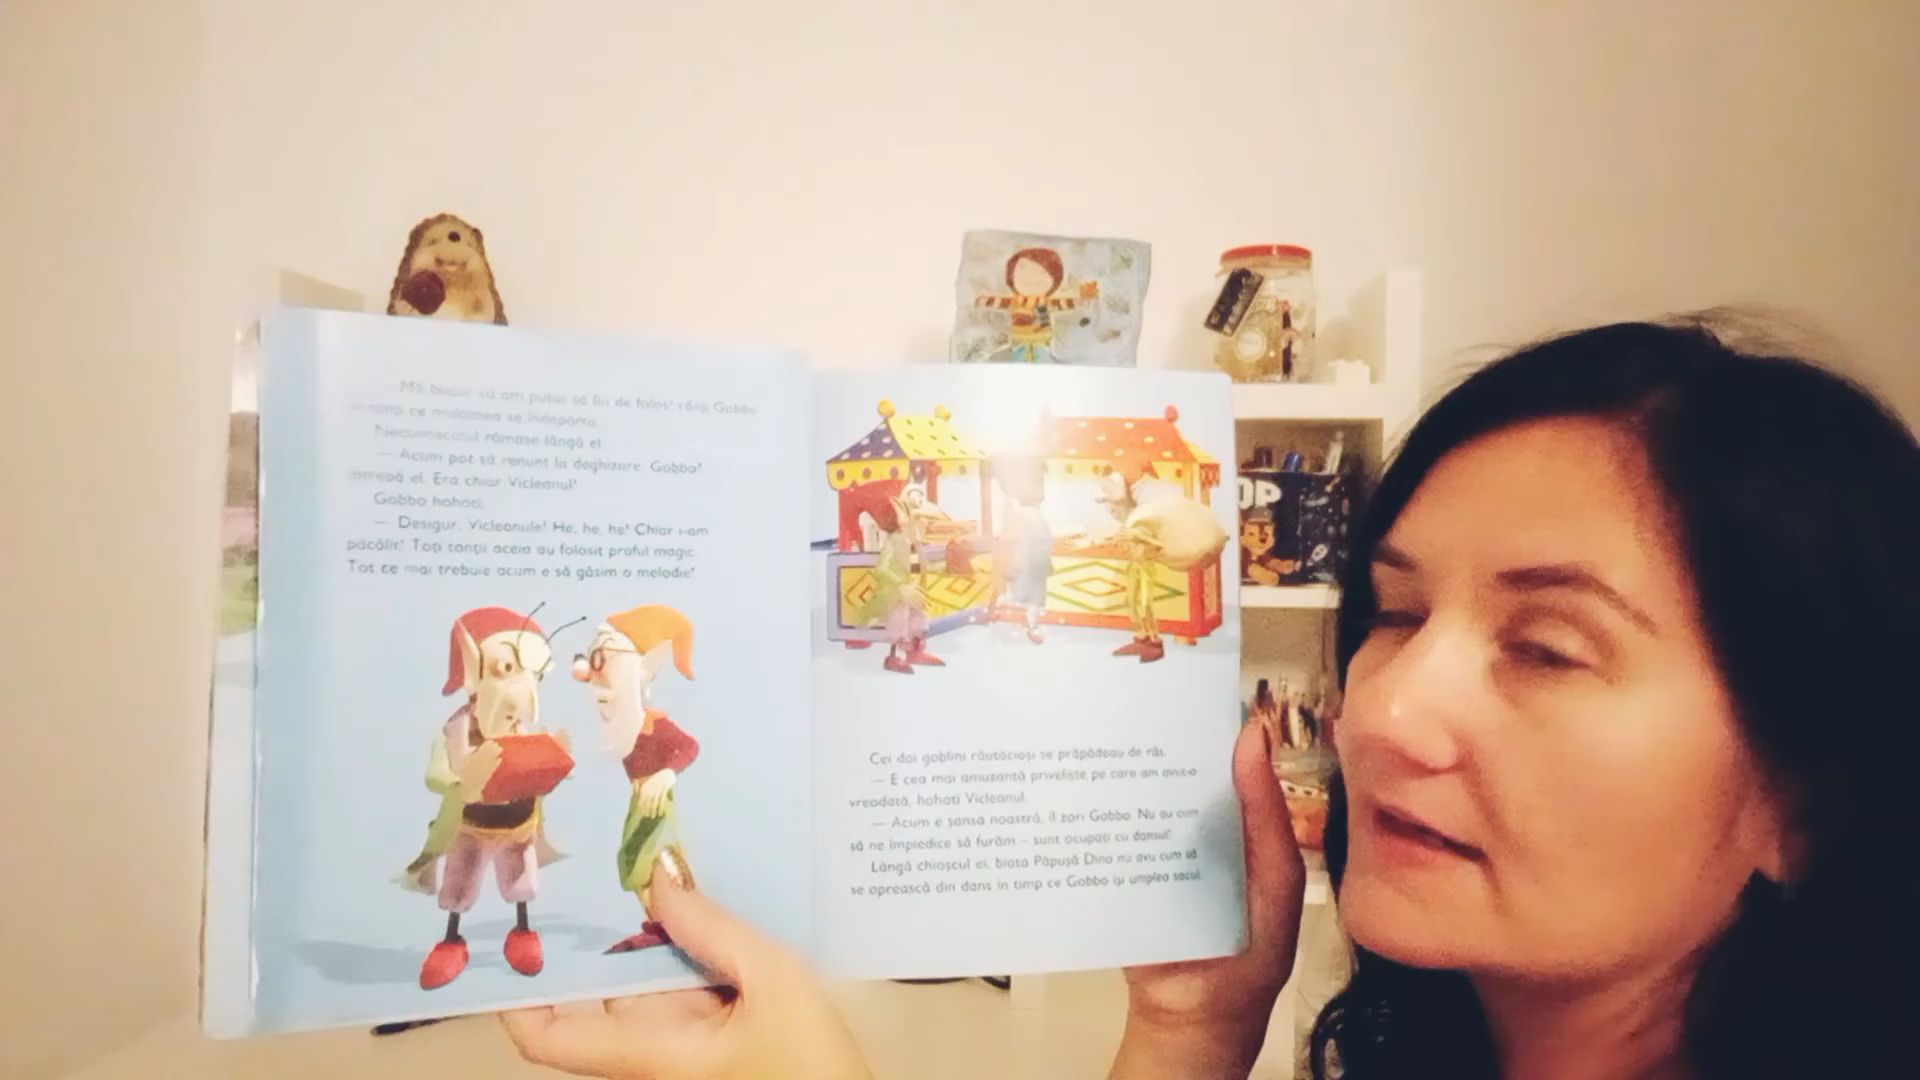 — Mă bucur că am putut să fiu de folos! rânji Gobbo
în timp ce mulțimea se îndepărta.
Necunoscutul rămase lângă el.
— Acum pot să renunț la deghizare, Gobbo?
întrebă el. Era chiar Vicleanul!
Gobbo hohoti.
— Desigur, Vicleanule! He, he, he! Chiar i-am
păcălit! Toți tonții aceia au folosit praful magic.
Tot ce mai trebuie acum e să găsim o melodie!
Cei doi goblini răutăcioși se prăpădeau de râs.
— E cea mai amuzantă priveliște pe care am avut-o
vreodată, hohoti Vicleanul.
— Acum e șansa noastră, îl zori Gobbo. Nu au cum
să ne împiedice să furăm – sunt ocupați cu dansul!
Lângă chioșcul ei, biata Păpușă Dina nu avu cum să
se oprească din dans în timp ce Gobbo își umplea sacul.
OP